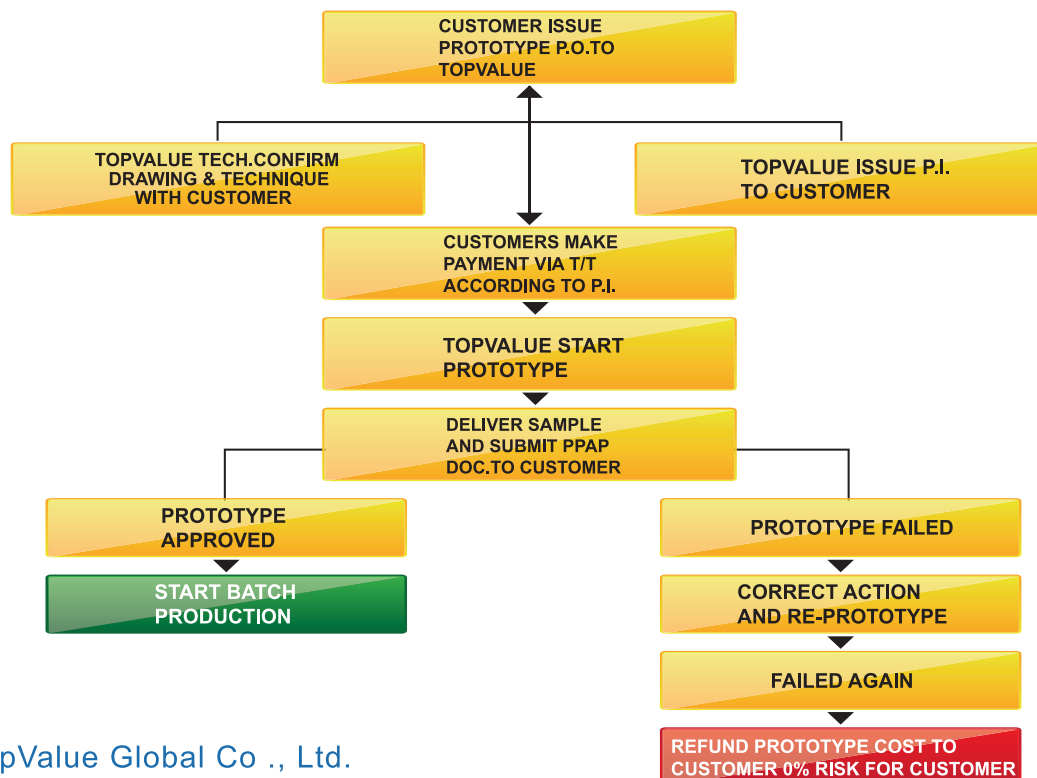 CUSTOMER ISSUE
PROTOTYPE P.O.TO
TOPVALUE
TOPVALUE TECH.CONFIRM
DRAWING & TECHNIQUE
WITH CUSTOMER
TOPVALUE ISSUE P.I.
TO CUSTOMER
CUSTOMERS MAKE
PAYMENT VIA T/T
ACCORDING TO P.I.
TOPVALUE START
PROTOTYPE
DELIVER SAMPLE
AND SUBMIT PPAP
DOC.TO CUSTOMER
PROTOTYPE
APPROVED
START BATCH
PRODUCTION
PROTOTYPE FAILED
CORRECT ACTION
AND RE-PROTOTYPE
FAILED AGAIN
REFUND PROTOTYPE COST TO
CUSTOMER 0% RISK FOR CUSTOMER
pValue Global Co ., Ltd.